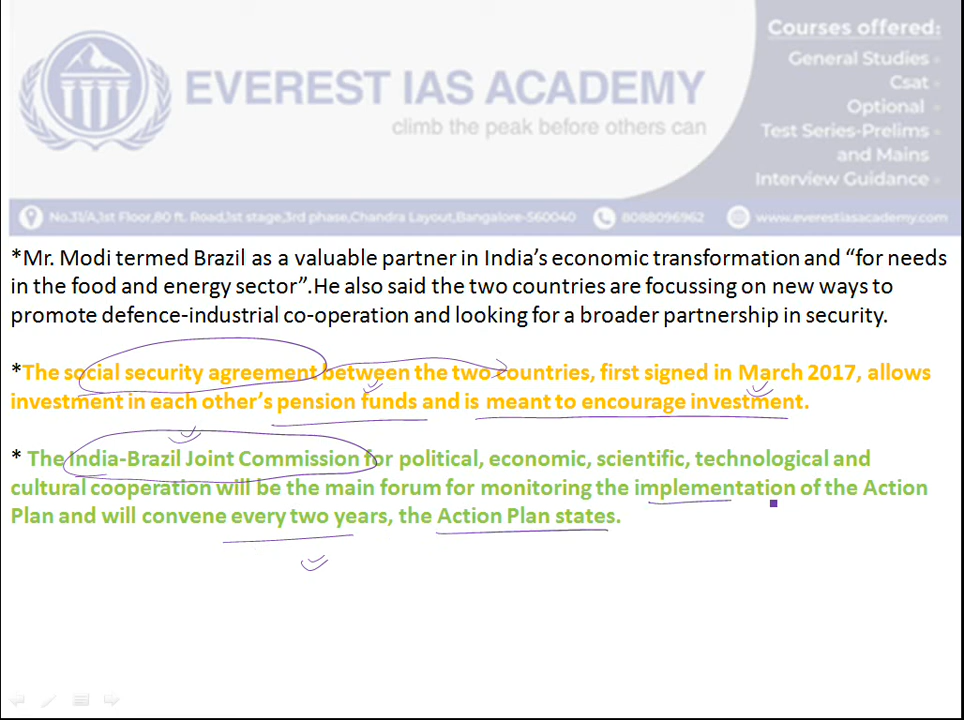 Courses offered:
General Studies
Csat
Optional
Test Series-Prelims
and Mains
Interview Guidance
EVEREST IAS ACADEMY
climb the peak before others can
No.31/A,1st Floor,80 ft. Road,1st stage,3rd phase,Chandra Layout,Bangalore-560040
8088096962
www.everestiasacademy.com
*Mr. Modi termed Brazil as a valuable partner in India’s economic transformation and “for needs
in the food and energy sector”.He also said the two countries are focussing on new ways to
promote defence-industrial co-operation and looking for a broader partnership in security.
*The social security agreement between the two countries, first signed in March 2017, allows
investment in each other’s pension funds and is meant to encourage investment.
* The India-Brazil Joint Commission for political, economic, scientific, technological and
cultural cooperation will be the main forum for monitoring the implementation of the Action
Plan and will convene every two years, the Action Plan states.